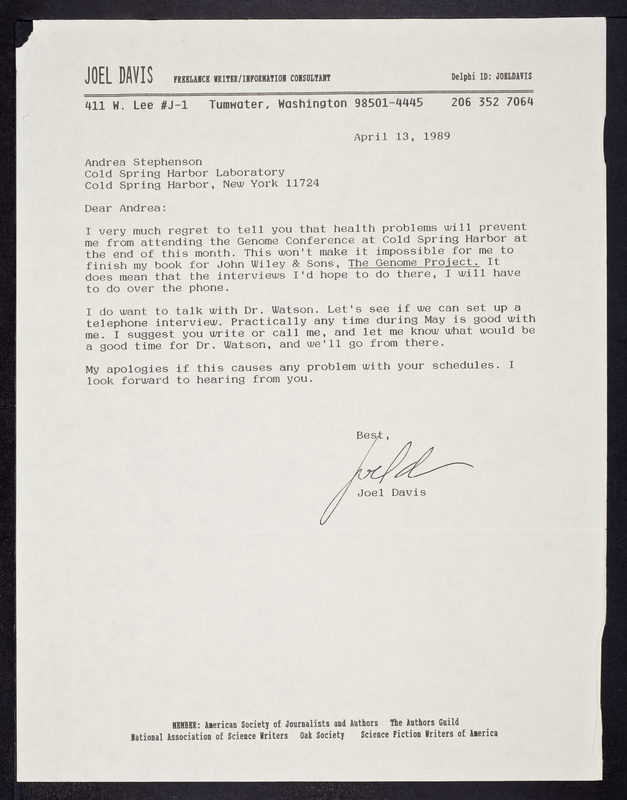 JOEL DAVIS FREELANCE WRITER/INFORMATION CONSULTANT Delphi ID: JOELDAVIS
411 W. Lee #J-1 Tumwater, Washington 98501-4445 206 352 7064
April 13, 1989
Andrea Stephenson
Cold Spring Harbor Laboratory
Cold Spring Harbor, New York 11724
Dear Andrea:
I very much regret to tell you that health problems will prevent
me from attending the Genome Conference at Cold Spring Harbor at
the end of this month. This won't make it impossible for me to
finish my book for John Wiley & Sons, The Genome Project. It
does mean that the interviews I'd hope to do there, I will have
to do over the phone.
I do want to talk with Dr. Watson. Let's see if we can set up a
telephone interview. Practically any time during May is good with
me. I suggest you write or call me, and let me know what would be
a good time for Dr. Watson, and we'll go from there.
My apologies if this causes any problem with your schedules. I
look forward to hearing from you.
Best,
Joel D
Joel Davis
MEMBER: American Society of Journalists and Authors The Authors Guild
National Association of Science Writers Oak Society Science Fiction Writers of America